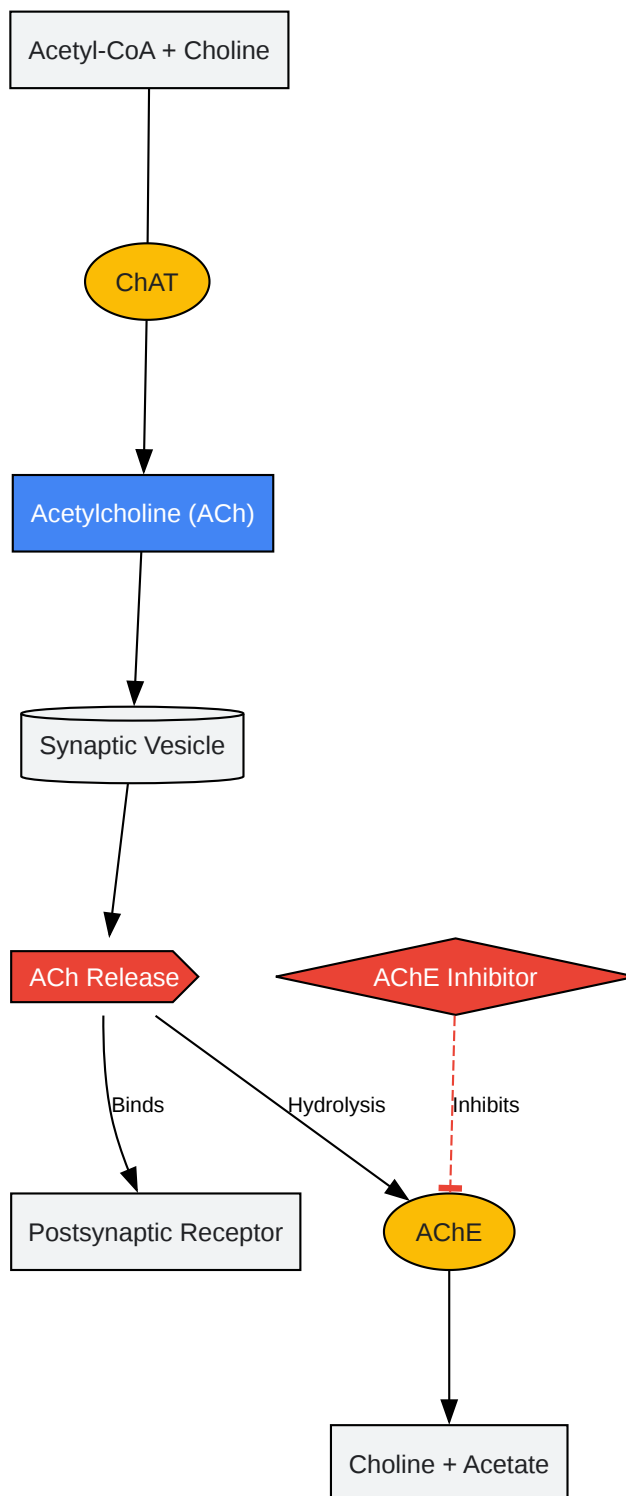 Acetyl-CoA + Choline
ChAT
Acetylcholine (ACh)
Synaptic Vesicle
ACh Release
AChE Inhibitor
Binds
Hydrolysis
Inhibits
Postsynaptic Receptor
AChE
Choline + Acetate